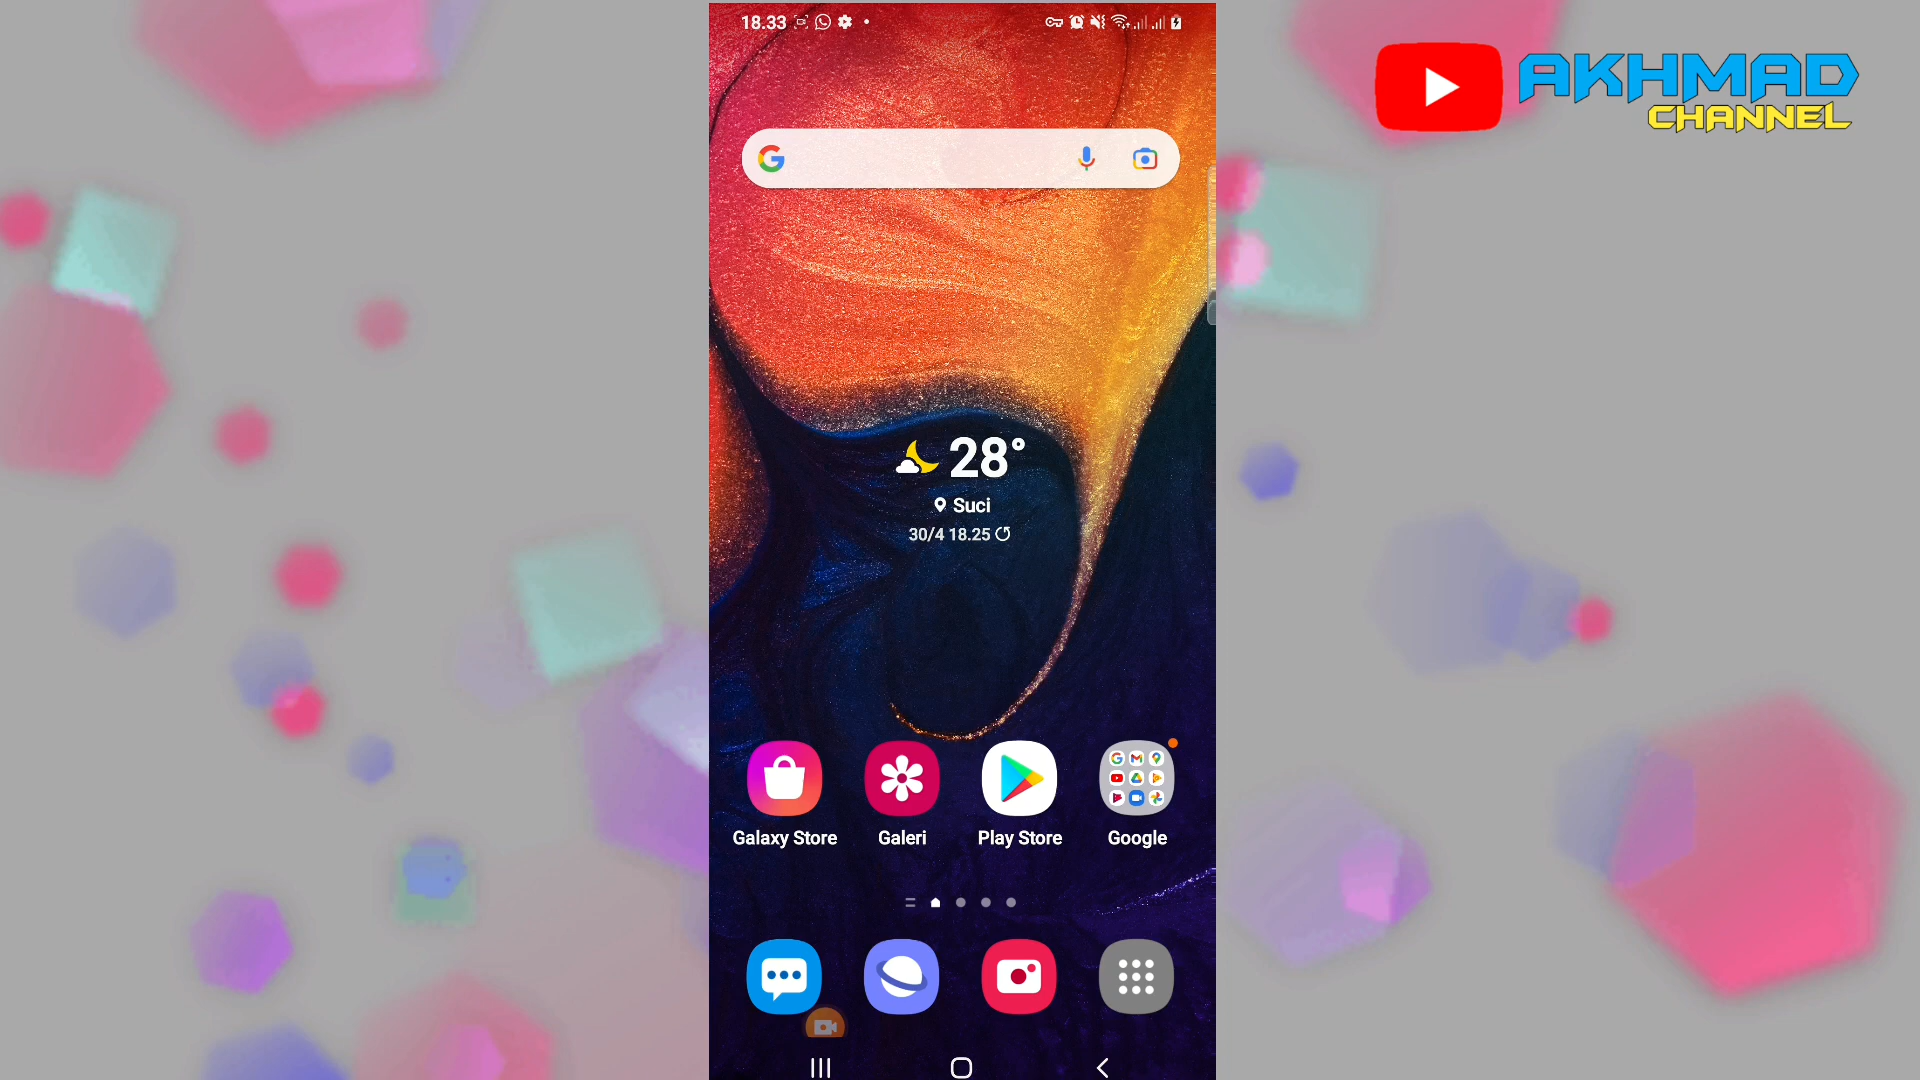 18.33
AKHMAD
CHANNEL
28°
Suci
30/4 18.25
Galaxy Store
Galeri
Play Store
Google